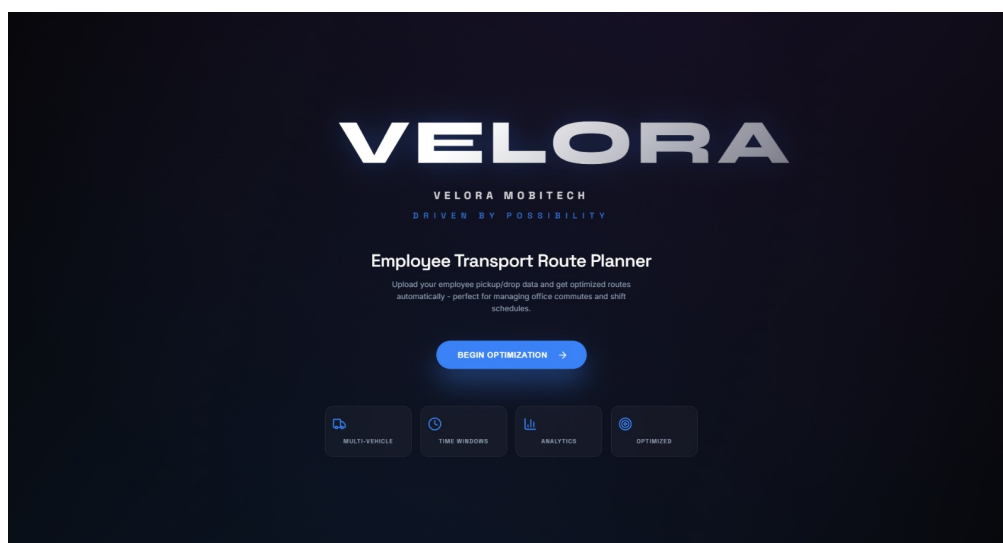 VELORA
VELORA MOBITECH
DRIVEN BY POSSIBILITY
Employee Transport Route Planner
Upload your employee pickup/drop data and get optimized routes
automatically - perfect for managing office commutes and shift
schedules.
BEGIN OPTIMIZATION →
MULTI-VEHICLE
TIME WINDOWS
ANALYTICS
OPTIMIZED